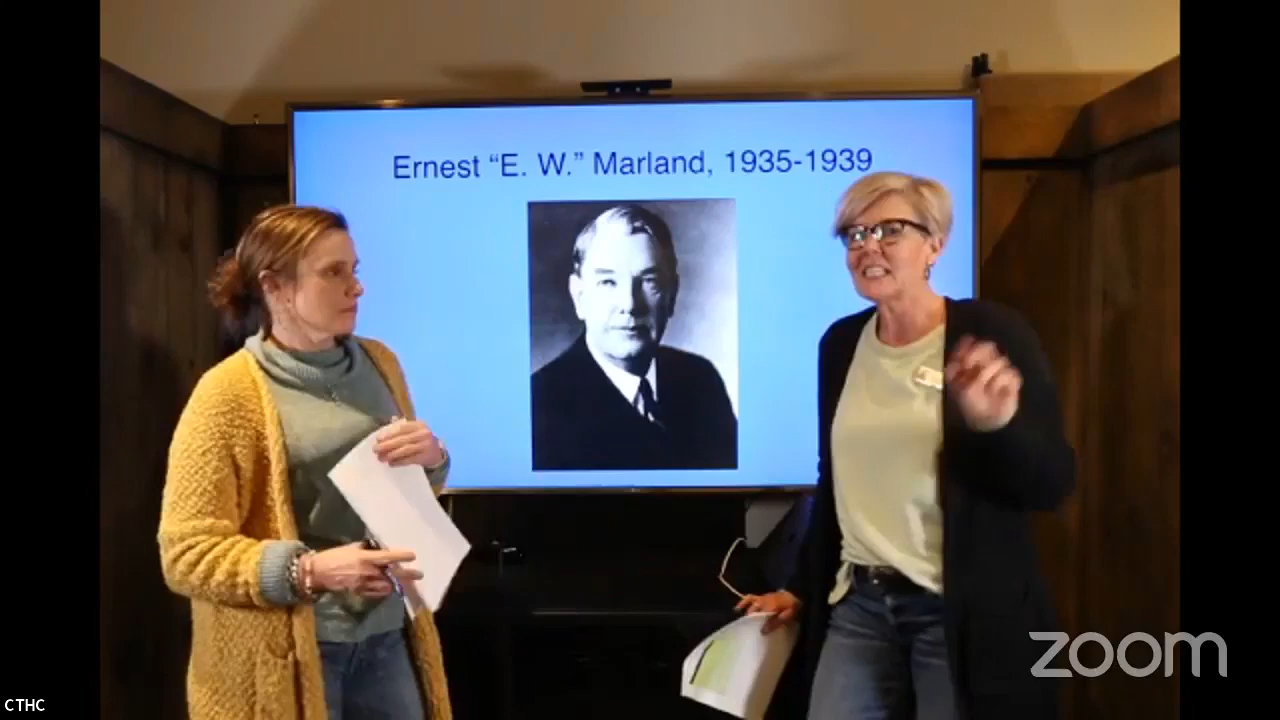 Ernest “E. W.” Marland, 1935-1939
zoom
CTHC